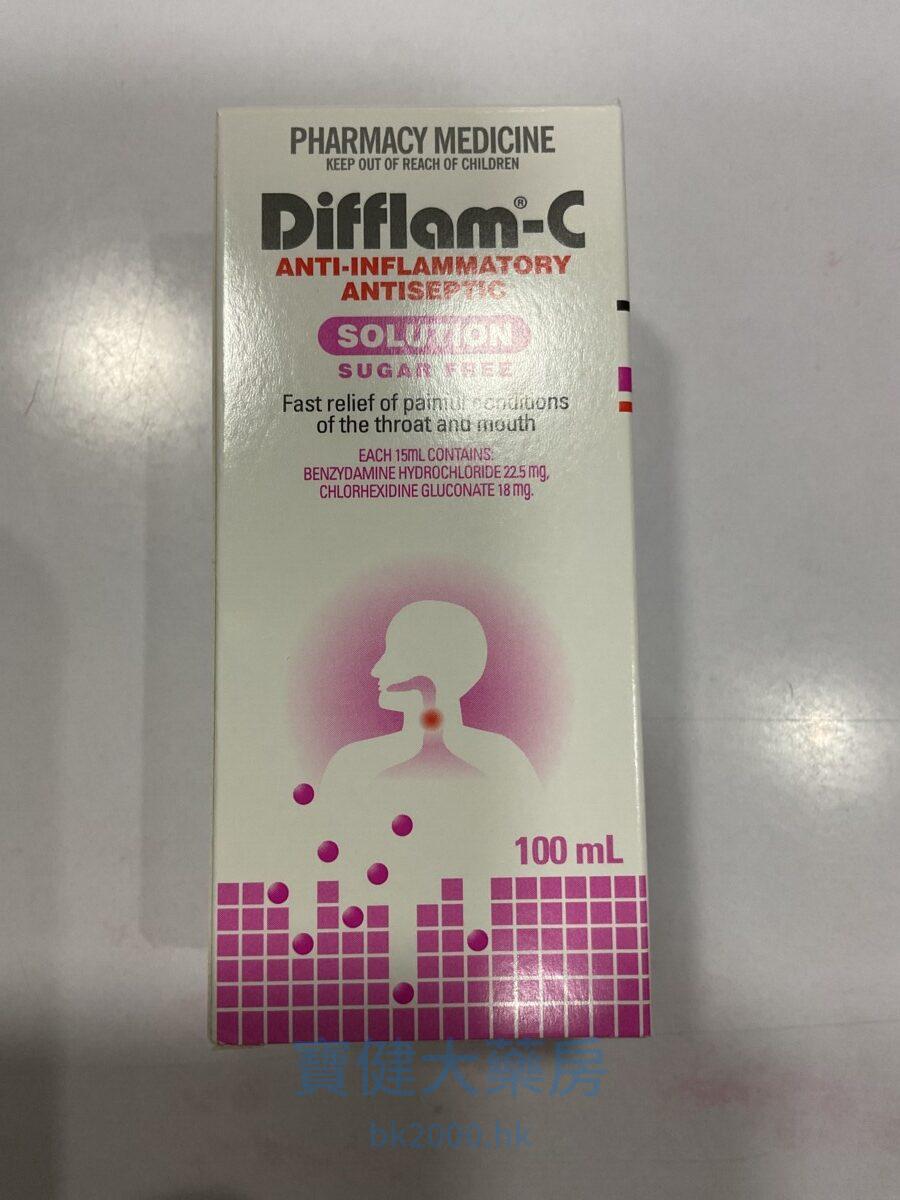 PHARMACY MEDICINE
KEEP OUT OF REACH OF CHILDREN
Difflam®-C
ANTI-INFLAMMATORY
ANTISEPTIC
SOLUTION
SUGAR FREE
Fast relief of painful conditions
of the throat and mouth
EACH 15mL CONTAINS:
BENZYDAMINE HYDROCHLORIDE 22.5 mg,
CHLORHEXIDINE GLUCONATE 18 mg.
100 mL
寶健大藥房
bk2000.hk